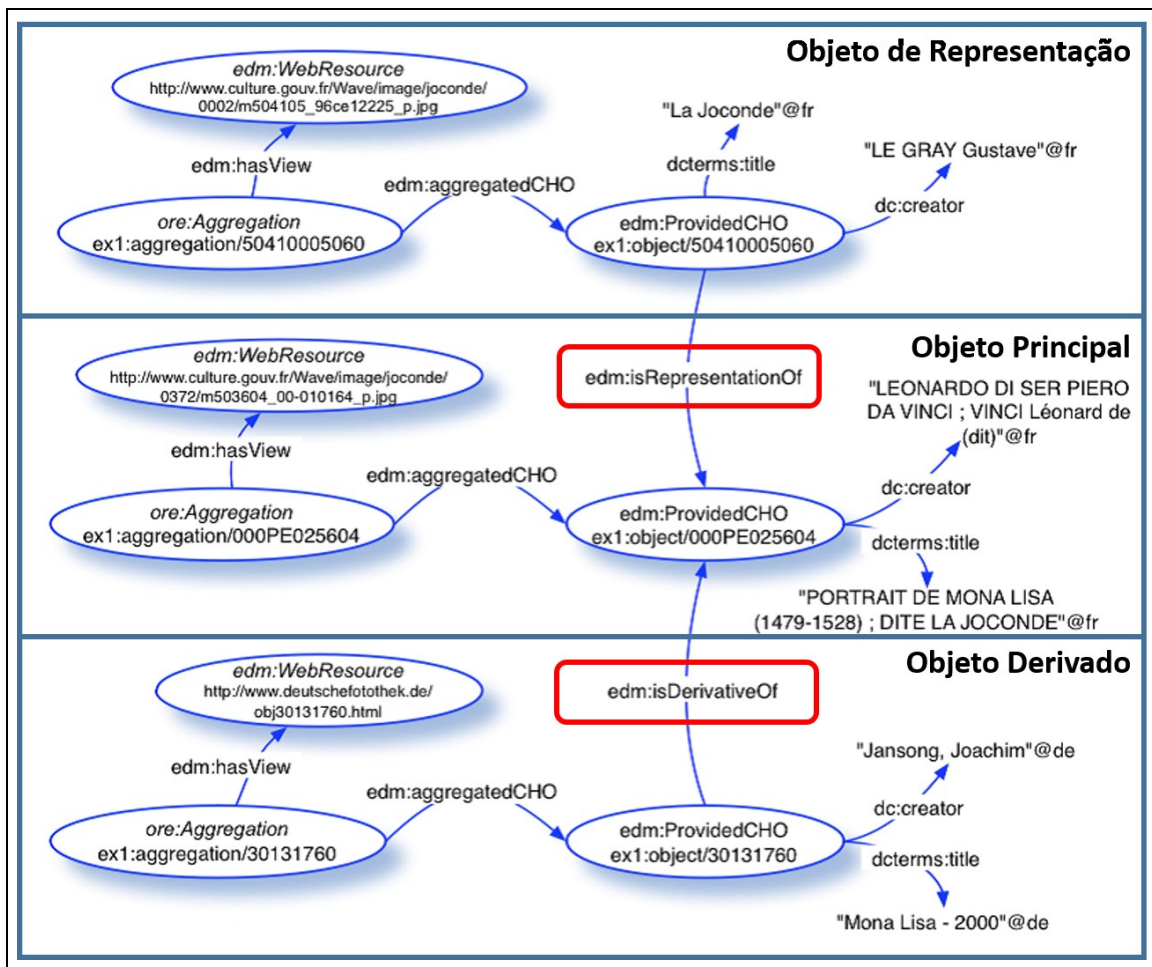 Objeto de Representação
edm:WebResource
http://www.culture.gouv.fr/Wave/image/joconde/
0002/m504105_96ce12225_p.jpg
"La Joconde"@fr
"LE GRAY Gustave"@fr
edm:hasView
dcterms:title
edm:aggregatedCHO
dc:creator
ore:Aggregation
ex1:aggregation/50410005060
edm:ProvidedCHO
ex1:object/50410005060
Objeto Principal
edm:WebResource
http://www.culture.gouv.fr/Wave/image/joconde/
0372/m503604_00-010164_p.jpg
edm:isRepresentationOf
"LEONARDO DI SER PIERO
DA VINCI ; VINCI Léonard de
(dit)"@fr
edm:hasView
edm:aggregatedCHO
dc:creator
ore:Aggregation
ex1:aggregation/000PE025604
edm:ProvidedCHO
ex1:object/000PE025604
dcterms:title
"PORTRAIT DE MONA LISA
(1479-1528) ; DITE LA JOCONDE"@fr
Objeto Derivado
edm:WebResource
http://www.deutschefotothek.de/
obj30131760.html
edm:isDerivativeOf
"Jansong, Joachim"@de
edm:hasView
edm:aggregatedCHO
dc:creator
ore:Aggregation
ex1:aggregation/30131760
edm:ProvidedCHO
ex1:object/30131760
dcterms:title
"Mona Lisa - 2000"@de